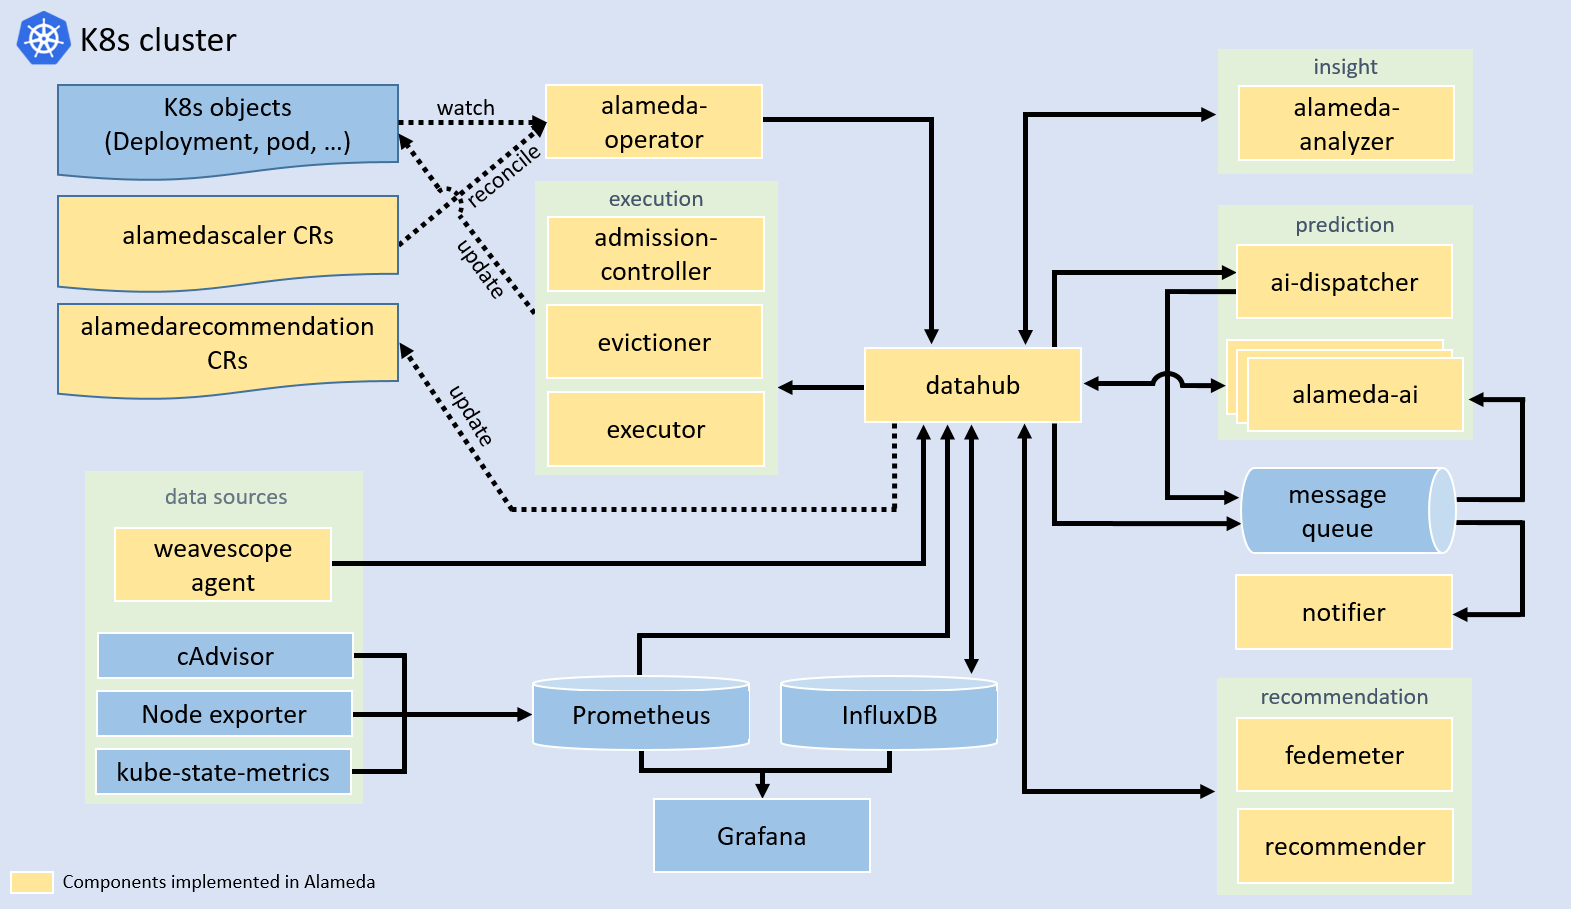 K8s cluster
K8s objects
(Deployment, pod, ...)
watch
alameda-
operator
reconcile
alamedascaler CRs
update
alamedarecommendation
CRs
update
execution
admission-
controller
evictioner
executor
datahub
insight
alameda-
analyzer
prediction
ai-dispatcher
alameda-ai
message
queue
notifier
recommendation
fedemeter
recommender
data sources
weavescope
agent
cAdvisor
Node exporter
kube-state-metrics
Prometheus
InfluxDB
Grafana
Components implemented in Alameda